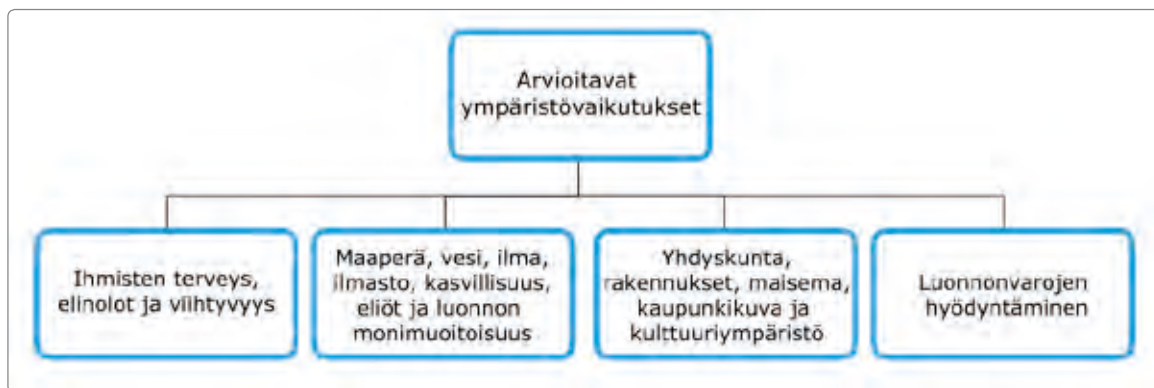 Arvioitavat
ympäristövaikutukset
Ihmisten terveys,
elinolot ja viihtyvyys
Maaperä, vesi, ilma,
ilmasto, kasvillisuus,
eliöt ja luonnon
monimuotoisuus
Yhdyskunta,
rakennukset, maisema,
kaupunkikuva ja
kulttuuriympäristö
Luonnonvarojen
hyödyntäminen